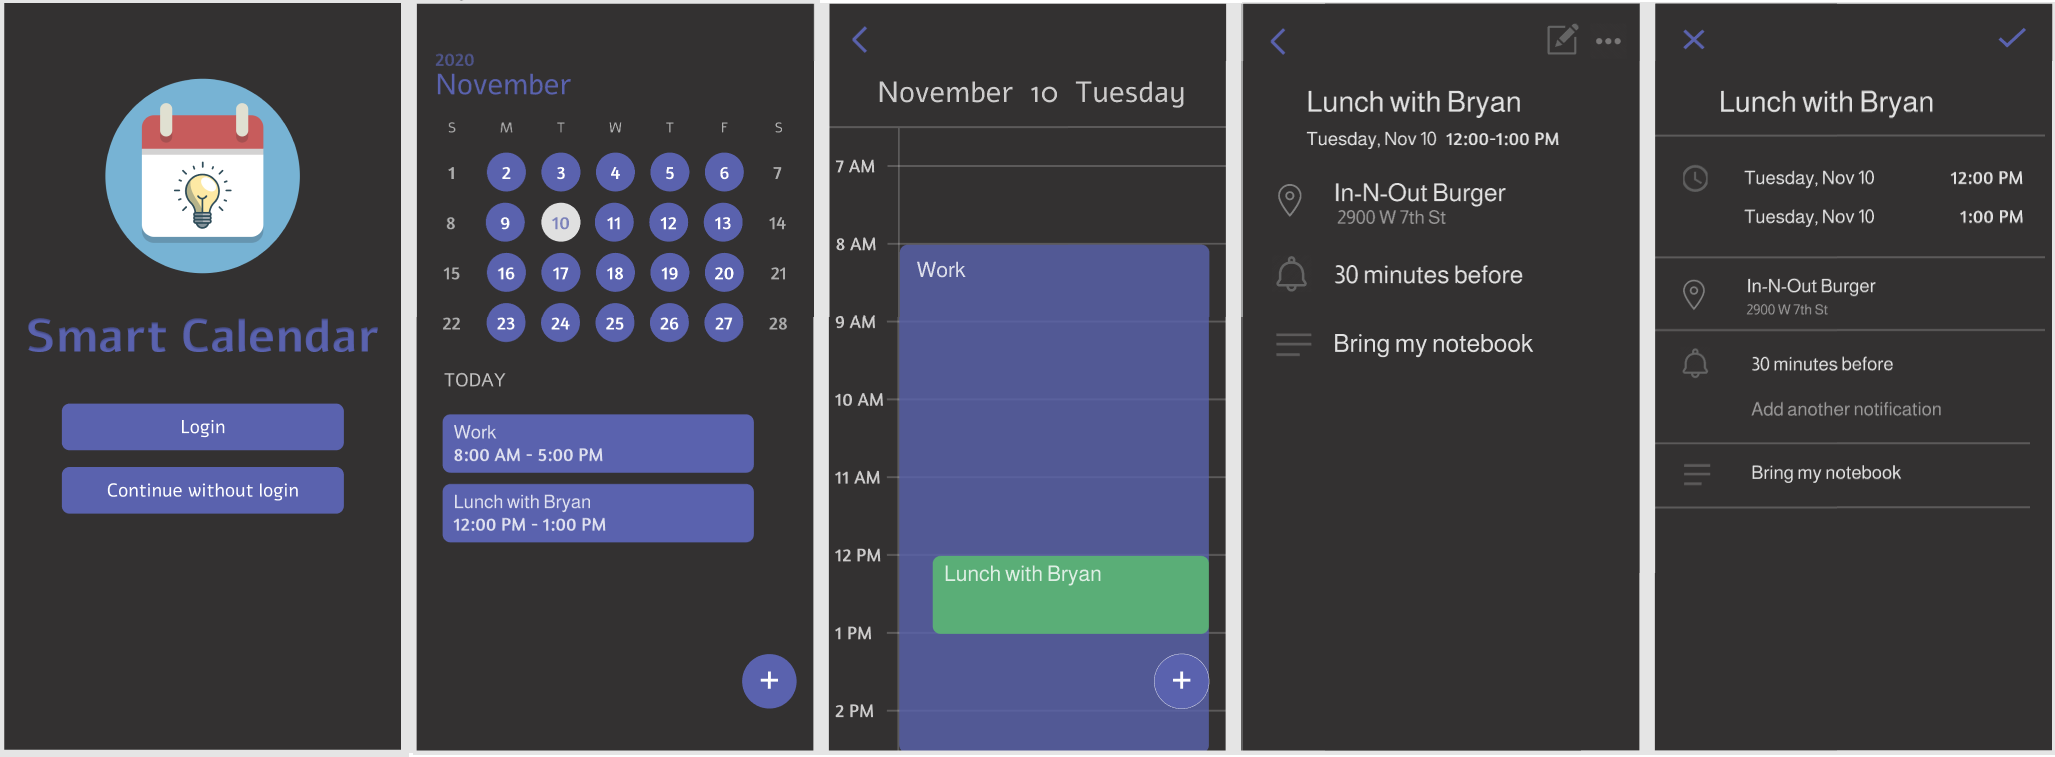 Smart Calendar
Login
Continue without login
2020
November
S M T W T F S
1 2 3 4 5 6 7
8 9 10 11 12 13 14
15 16 17 18 19 20 21
22 23 24 25 26 27 28
TODAY
Work
8:00 AM - 5:00 PM
Lunch with Bryan
12:00 PM - 1:00 PM
+
November 10 Tuesday
7 AM
8 AM
Work
9 AM
10 AM
11 AM
12 PM
Lunch with Bryan
1 PM
+
2 PM
Lunch with Bryan
Tuesday, Nov 10 12:00-1:00 PM
In-N-Out Burger
2900 W 7th St
30 minutes before
Bring my notebook
Lunch with Bryan
Tuesday, Nov 10 12:00 PM
Tuesday, Nov 10 1:00 PM
In-N-Out Burger
2900 W 7th St
30 minutes before
Add another notification
Bring my notebook